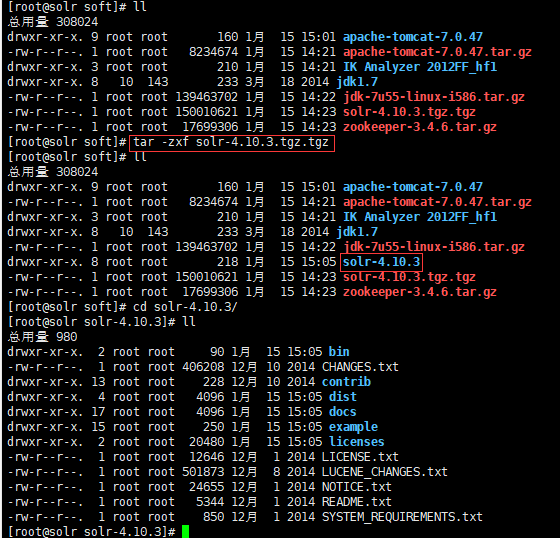 [root@solr soft]# ll
总用量 308024
drwxr-xr-x. 9 root root       160 1月  15 15:01 apache-tomcat-7.0.47
-rw-r--r--. 1 root root   8234674 1月  15 14:21 apache-tomcat-7.0.47.tar.gz
drwxr-xr-x. 3 root root       210 1月  15 14:21 IK Analyzer 2012FF_hf1
drwxr-xr-x. 8   10  143       233 3月  18 2014 jdk1.7
-rw-r--r--. 1 root root 139463702 1月  15 14:22 jdk-7u55-linux-i586.tar.gz
-rw-r--r--. 1 root root 150010621 1月  15 14:23 solr-4.10.3.tgz.tgz
-rw-r--r--. 1 root root  17699306 1月  15 14:23 zookeeper-3.4.6.tar.gz
[root@solr soft]# tar -zxf solr-4.10.3.tgz.tgz
[root@solr soft]# ll
总用量 308024
drwxr-xr-x. 9 root root       160 1月  15 15:01 apache-tomcat-7.0.47
-rw-r--r--. 1 root root   8234674 1月  15 14:21 apache-tomcat-7.0.47.tar.gz
drwxr-xr-x. 3 root root       210 1月  15 14:21 IK Analyzer 2012FF_hf1
drwxr-xr-x. 8   10  143       233 3月  18 2014 jdk1.7
-rw-r--r--. 1 root root 139463702 1月  15 14:22 jdk-7u55-linux-i586.tar.gz
drwxr-xr-x. 8 root root       218 1月  15 15:05 solr-4.10.3
-rw-r--r--. 1 root root 150010621 1月  15 14:23 solr-4.10.3.tgz.tgz
-rw-r--r--. 1 root root  17699306 1月  15 14:23 zookeeper-3.4.6.tar.gz
[root@solr soft]# cd solr-4.10.3/
[root@solr solr-4.10.3]# ll
总用量 980
drwxr-xr-x.  2 root root     90 1月  15 15:05 bin
-rw-r--r--.  1 root root 406208 12月 10 2014 CHANGES.txt
drwxr-xr-x. 13 root root    228 12月 10 2014 contrib
drwxr-xr-x.  4 root root   4096 1月  15 15:05 dist
drwxr-xr-x. 17 root root   4096 1月  15 15:05 docs
drwxr-xr-x. 15 root root    250 1月  15 15:05 example
drwxr-xr-x.  2 root root  20480 1月  15 15:05 licenses
-rw-r--r--.  1 root root  12646 12月  1 2014 LICENSE.txt
-rw-r--r--.  1 root root 501873 12月  8 2014 LUCENE_CHANGES.txt
-rw-r--r--.  1 root root  24655 12月  1 2014 NOTICE.txt
-rw-r--r--.  1 root root   5344 12月  1 2014 README.txt
-rw-r--r--.  1 root root    850 12月  1 2014 SYSTEM_REQUIREMENTS.txt
[root@solr solr-4.10.3]#